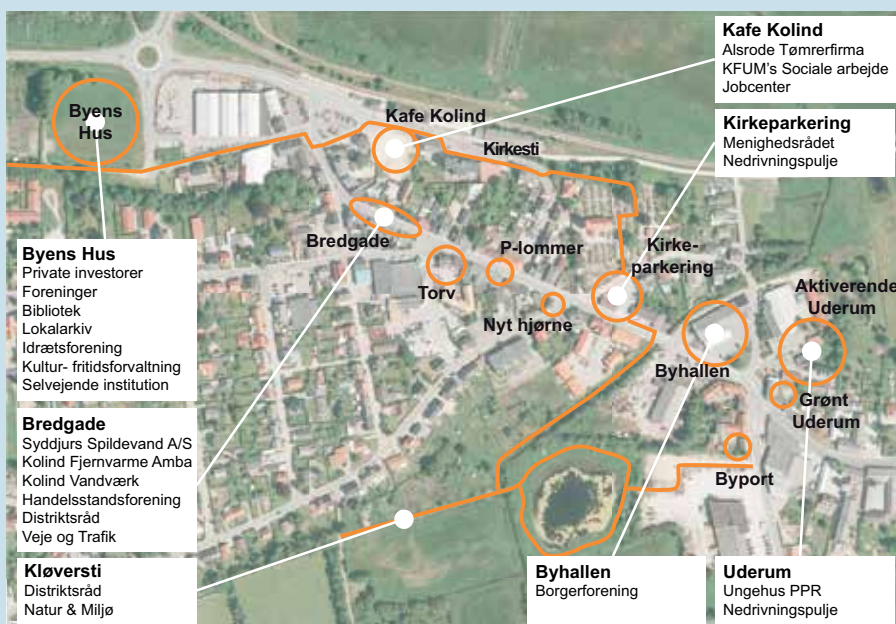 Kafe Kolind
Alsrode Tømrerfirma
KFUM's Sociale arbejde
Jobcenter
Kirkeparkering
Menighedsrådet
Nedrivningspulje
Byens
Hus
Kafe Kolind
Kirkesti
Bredgade
Torv
P-lommer
Nyt hjørne
Kirke-
parkering
Byhallen
Aktiverende
Uderum
Grønt
Uderum
Byport
Byens Hus
Private investorer
Foreninger
Bibliotek
Lokalarkiv
Idrætsforening
Kultur- fritidsforvaltning
Selvejende institution
Bredgade
Syddjurs Spildevand A/S
Kolind Fjernvarme Amba
Kolind Vandværk
Handelsstandsforening
Distriktsråd
Veje og Trafik
Kløversti
Distriktsråd
Natur & Miljø
Byhallen
Borgerforening
Uderum
Ungehus PPR
Nedrivningspulje